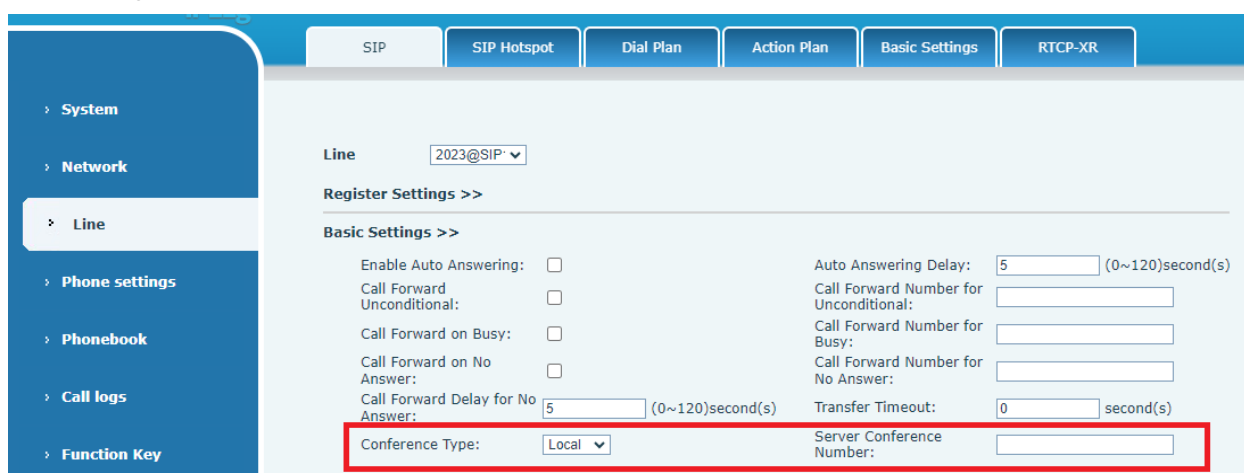 SIP
SIP Hotspot
Dial Plan
Action Plan
Basic Settings
RTCP-XR
› System
› Network
› Line
› Phone settings
› Phonebook
› Call logs
› Function Key
Line 2023@SIP
Register Settings >>
Basic Settings >>
Enable Auto Answering:
Auto Answering Delay: 5 (0~120)second(s)
Call Forward
Unconditional:
Call Forward Number for
Unconditional:
Call Forward on Busy:
Call Forward Number for
Busy:
Call Forward on No
Answer:
Call Forward Number for
No Answer:
Call Forward Delay for No
Answer: 5 (0~120)second(s)
Transfer Timeout: 0 second(s)
Conference Type: Local
Server Conference
Number: